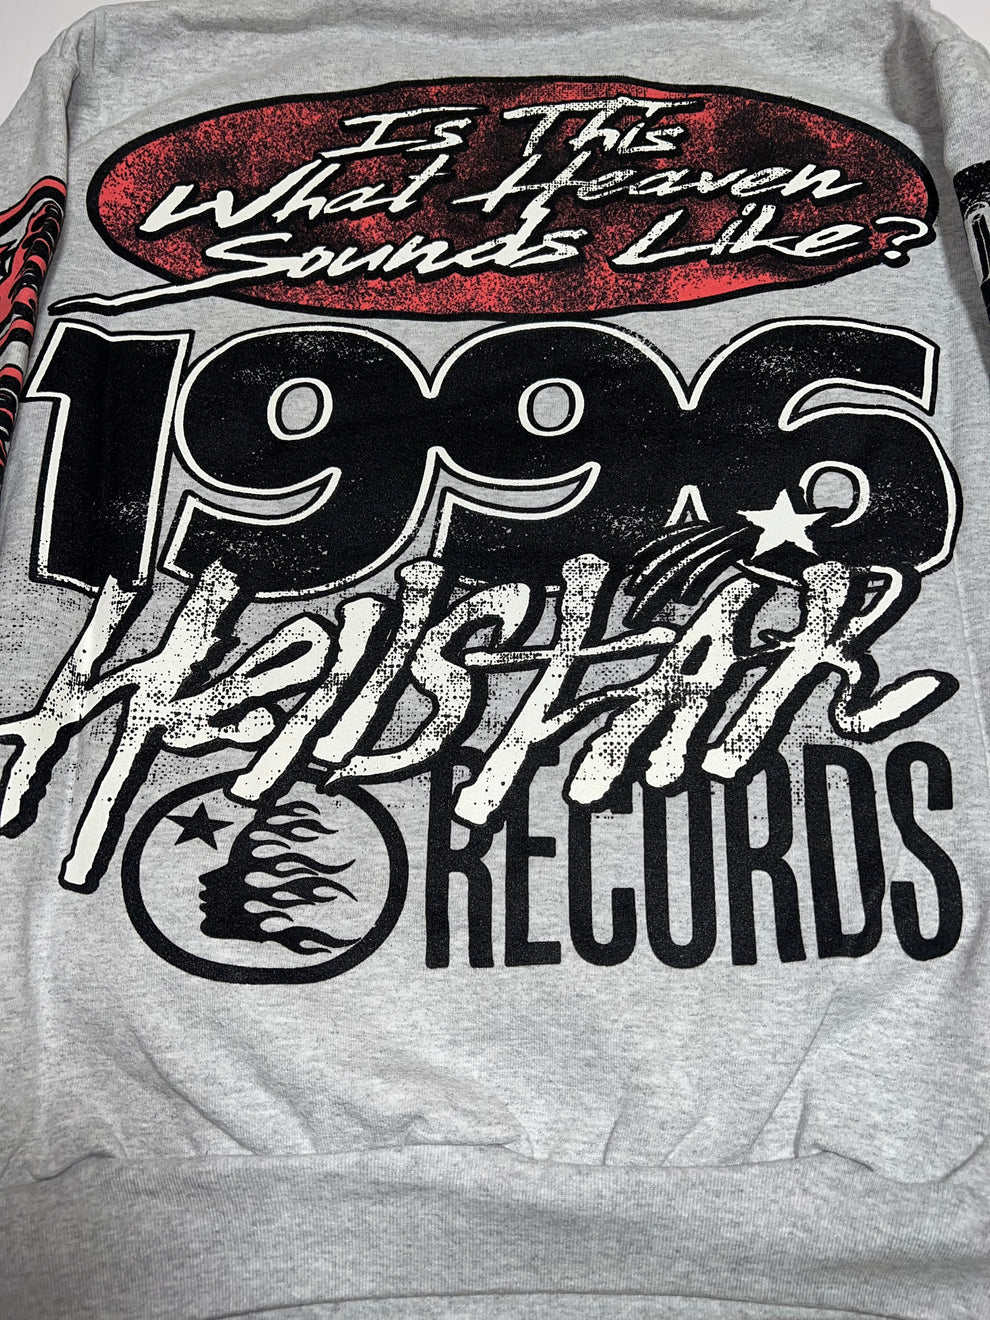 Is This
What Heaven
Sounds Like?
1996
HellStAR
RECORDS